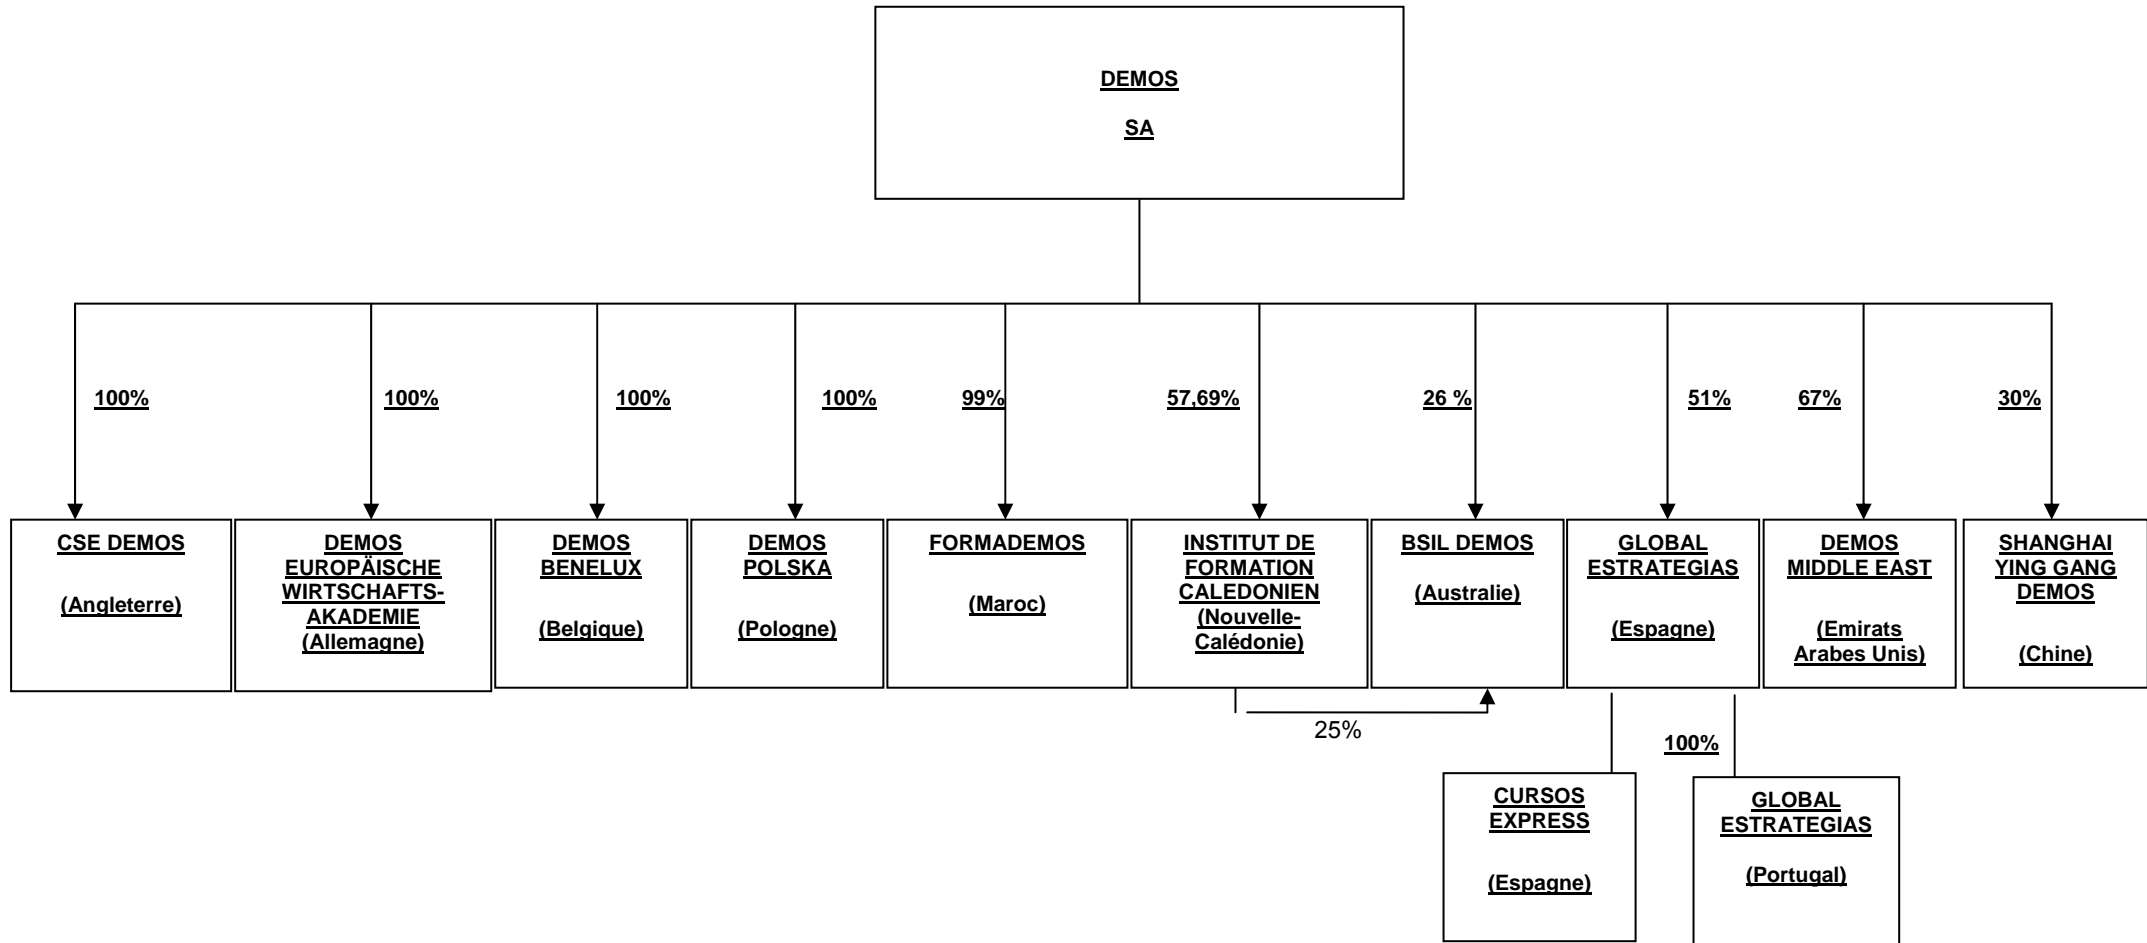 DEMOS
SA
100%
100%
100%
100%
99%
57,69%
26 %
51%
67%
30%
CSE DEMOS
(Angleterre)
DEMOS
EUROPÄISCHE
WIRTSCHAFTS-
AKADEMIE
(Allemagne)
DEMOS
BENELUX
(Belgique)
DEMOS
POLSKA
(Pologne)
FORMADEMOS
(Maroc)
INSTITUT DE
FORMATION
CALEDONIEN
(Nouvelle-
Calédonie)
BSIL DEMOS
(Australie)
GLOBAL
ESTRATEGIAS
(Espagne)
DEMOS
MIDDLE EAST
(Emirats
Arabes Unis)
SHANGHAI
YING GANG
DEMOS
(Chine)
25%
100%
CURSOS
EXPRESS
(Espagne)
GLOBAL
ESTRATEGIAS
(Portugal)